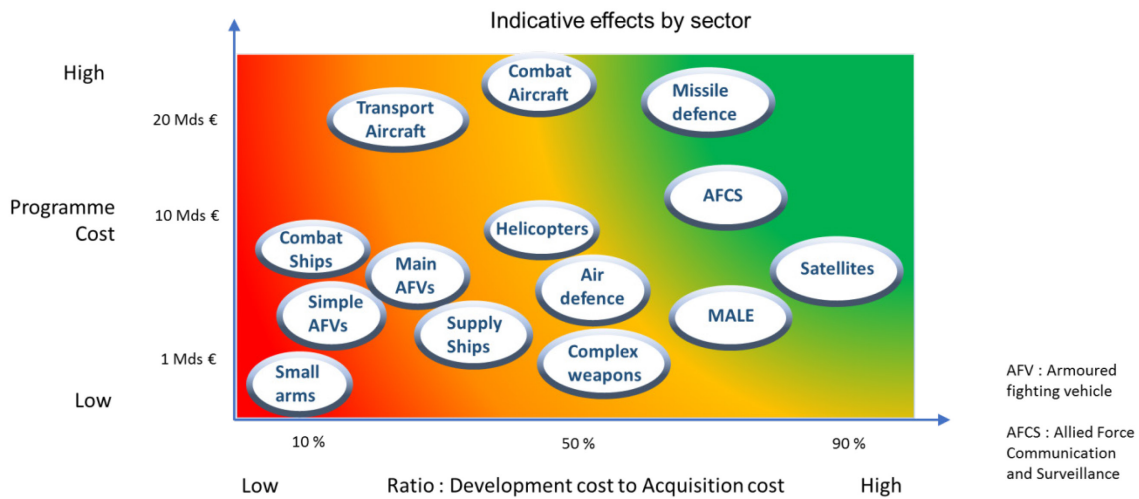 Indicative effects by sector
High
20 Mds €
Programme
Cost
10 Mds €
1 Mds €
Low
Combat
Aircraft
Missile
defence
Transport
Aircraft
AFCS
Helicopters
Combat
Ships
Main
AFVs
Air
defence
Satellites
Simple
AFVs
Supply
Ships
MALE
Complex
weapons
Small
arms
AFV : Armoured
fighting vehicle
AFCS : Allied Force
Communication
and Surveillance
10 %
50 %
90 %
Low
Ratio : Development cost to Acquisition cost
High